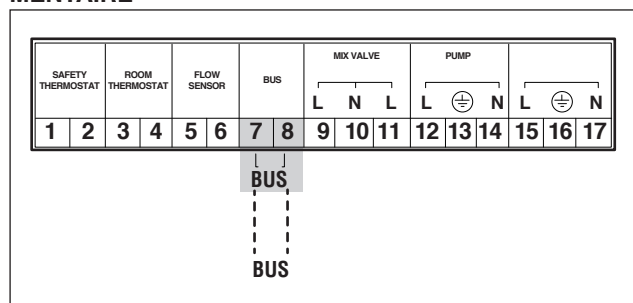 MENTAIRE
SAFETY THERMOSTAT
ROOM THERMOSTAT
FLOW SENSOR
BUS
MIX VALVE
PUMP
L N L L N L N
1 2 3 4 5 6 7 8 9 10 11 12 13 14 15 16 17
BUS
BUS